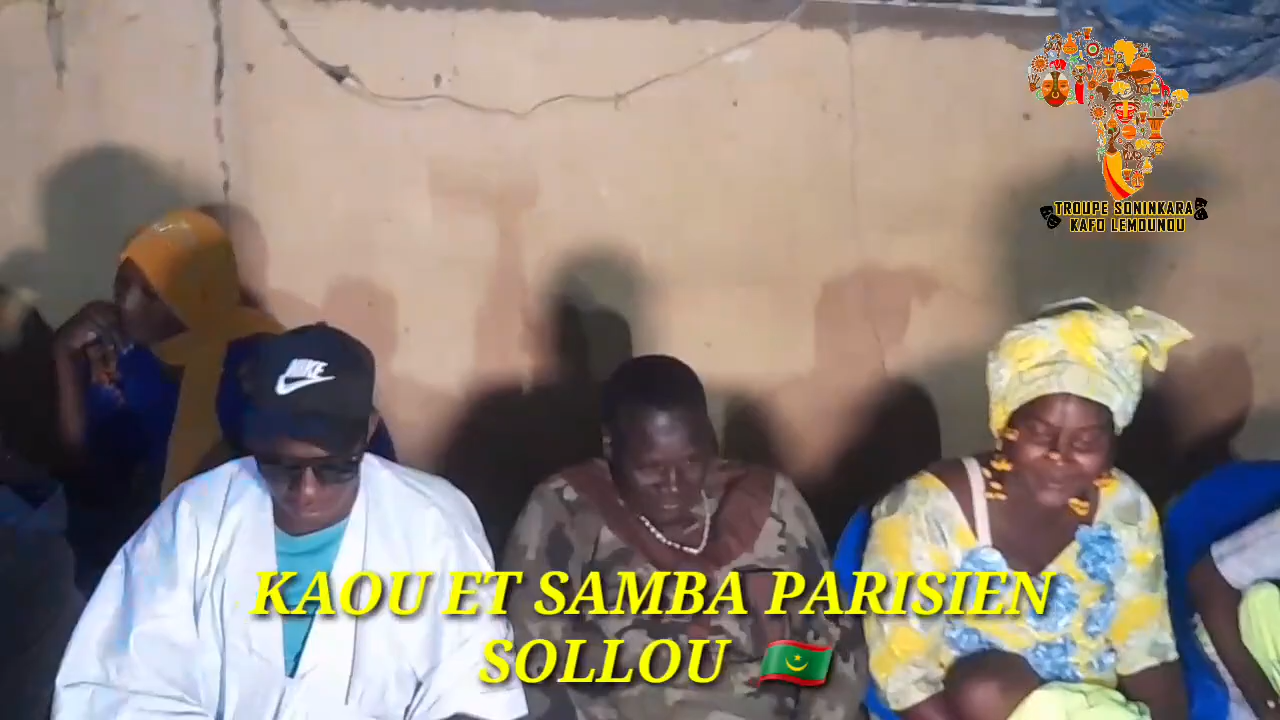 TROUPE SONINKARA
KAFO LEMOUNOU
NIKE
KAOU ET SAMBA PARISIEN
SOLLOU 🇲🇷